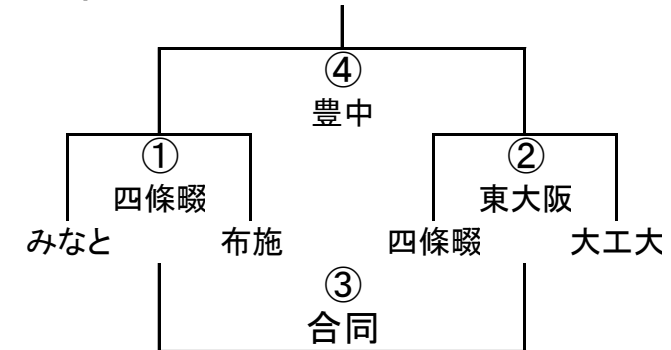 ④
豊中
① ②
四條畷 東大阪
みなと 布施 四條畷 大工大
③
合同